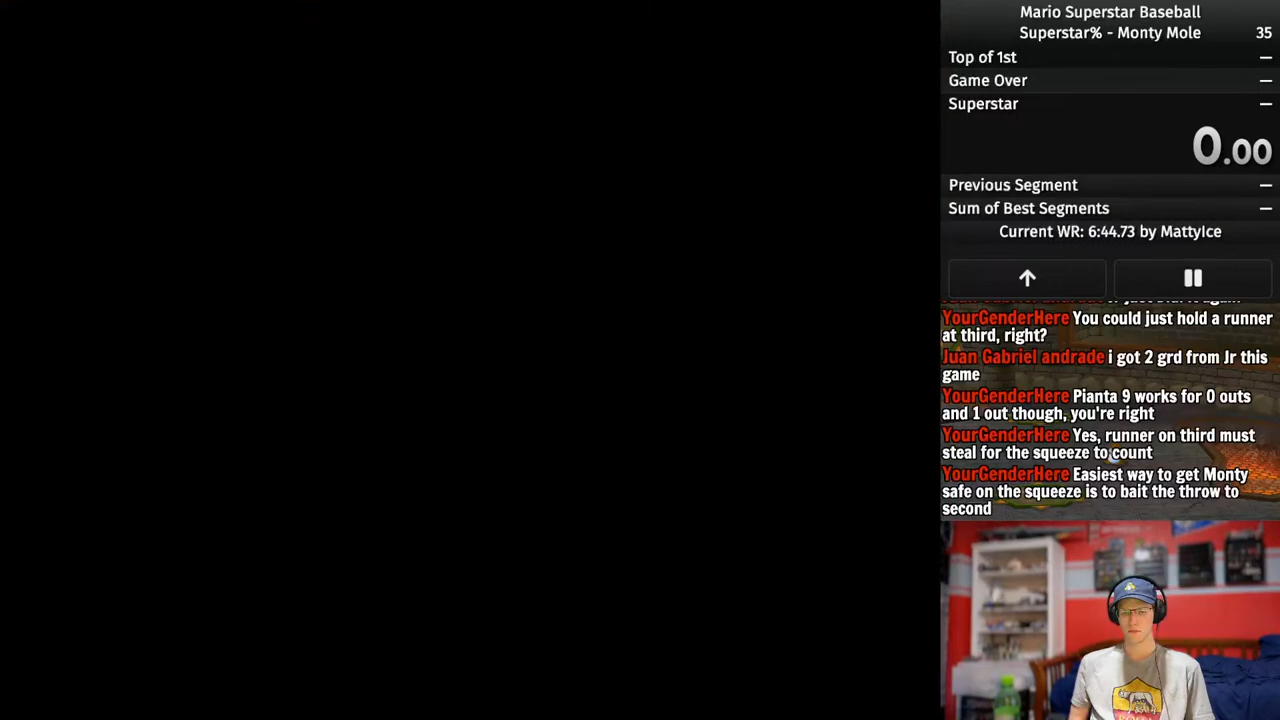 Mario Superstar Baseball
Superstar% - Monty Mole 35
Top of 1st —
Game Over —
Superstar —
0.00
Previous Segment —
Sum of Best Segments —
Current WR: 6:44.73 by MattyIce
YourGenderHere You could just hold a runner
at third, right?
Juan Gabriel andrade i got 2 grd from Jr this
game
YourGenderHere Pianta 9 works for 0 outs
and 1 out though, you're right
YourGenderHere Yes, runner on third must
steal for the squeeze to count
YourGenderHere Easiest way to get Monty
safe on the squeeze is to bait the throw to
second